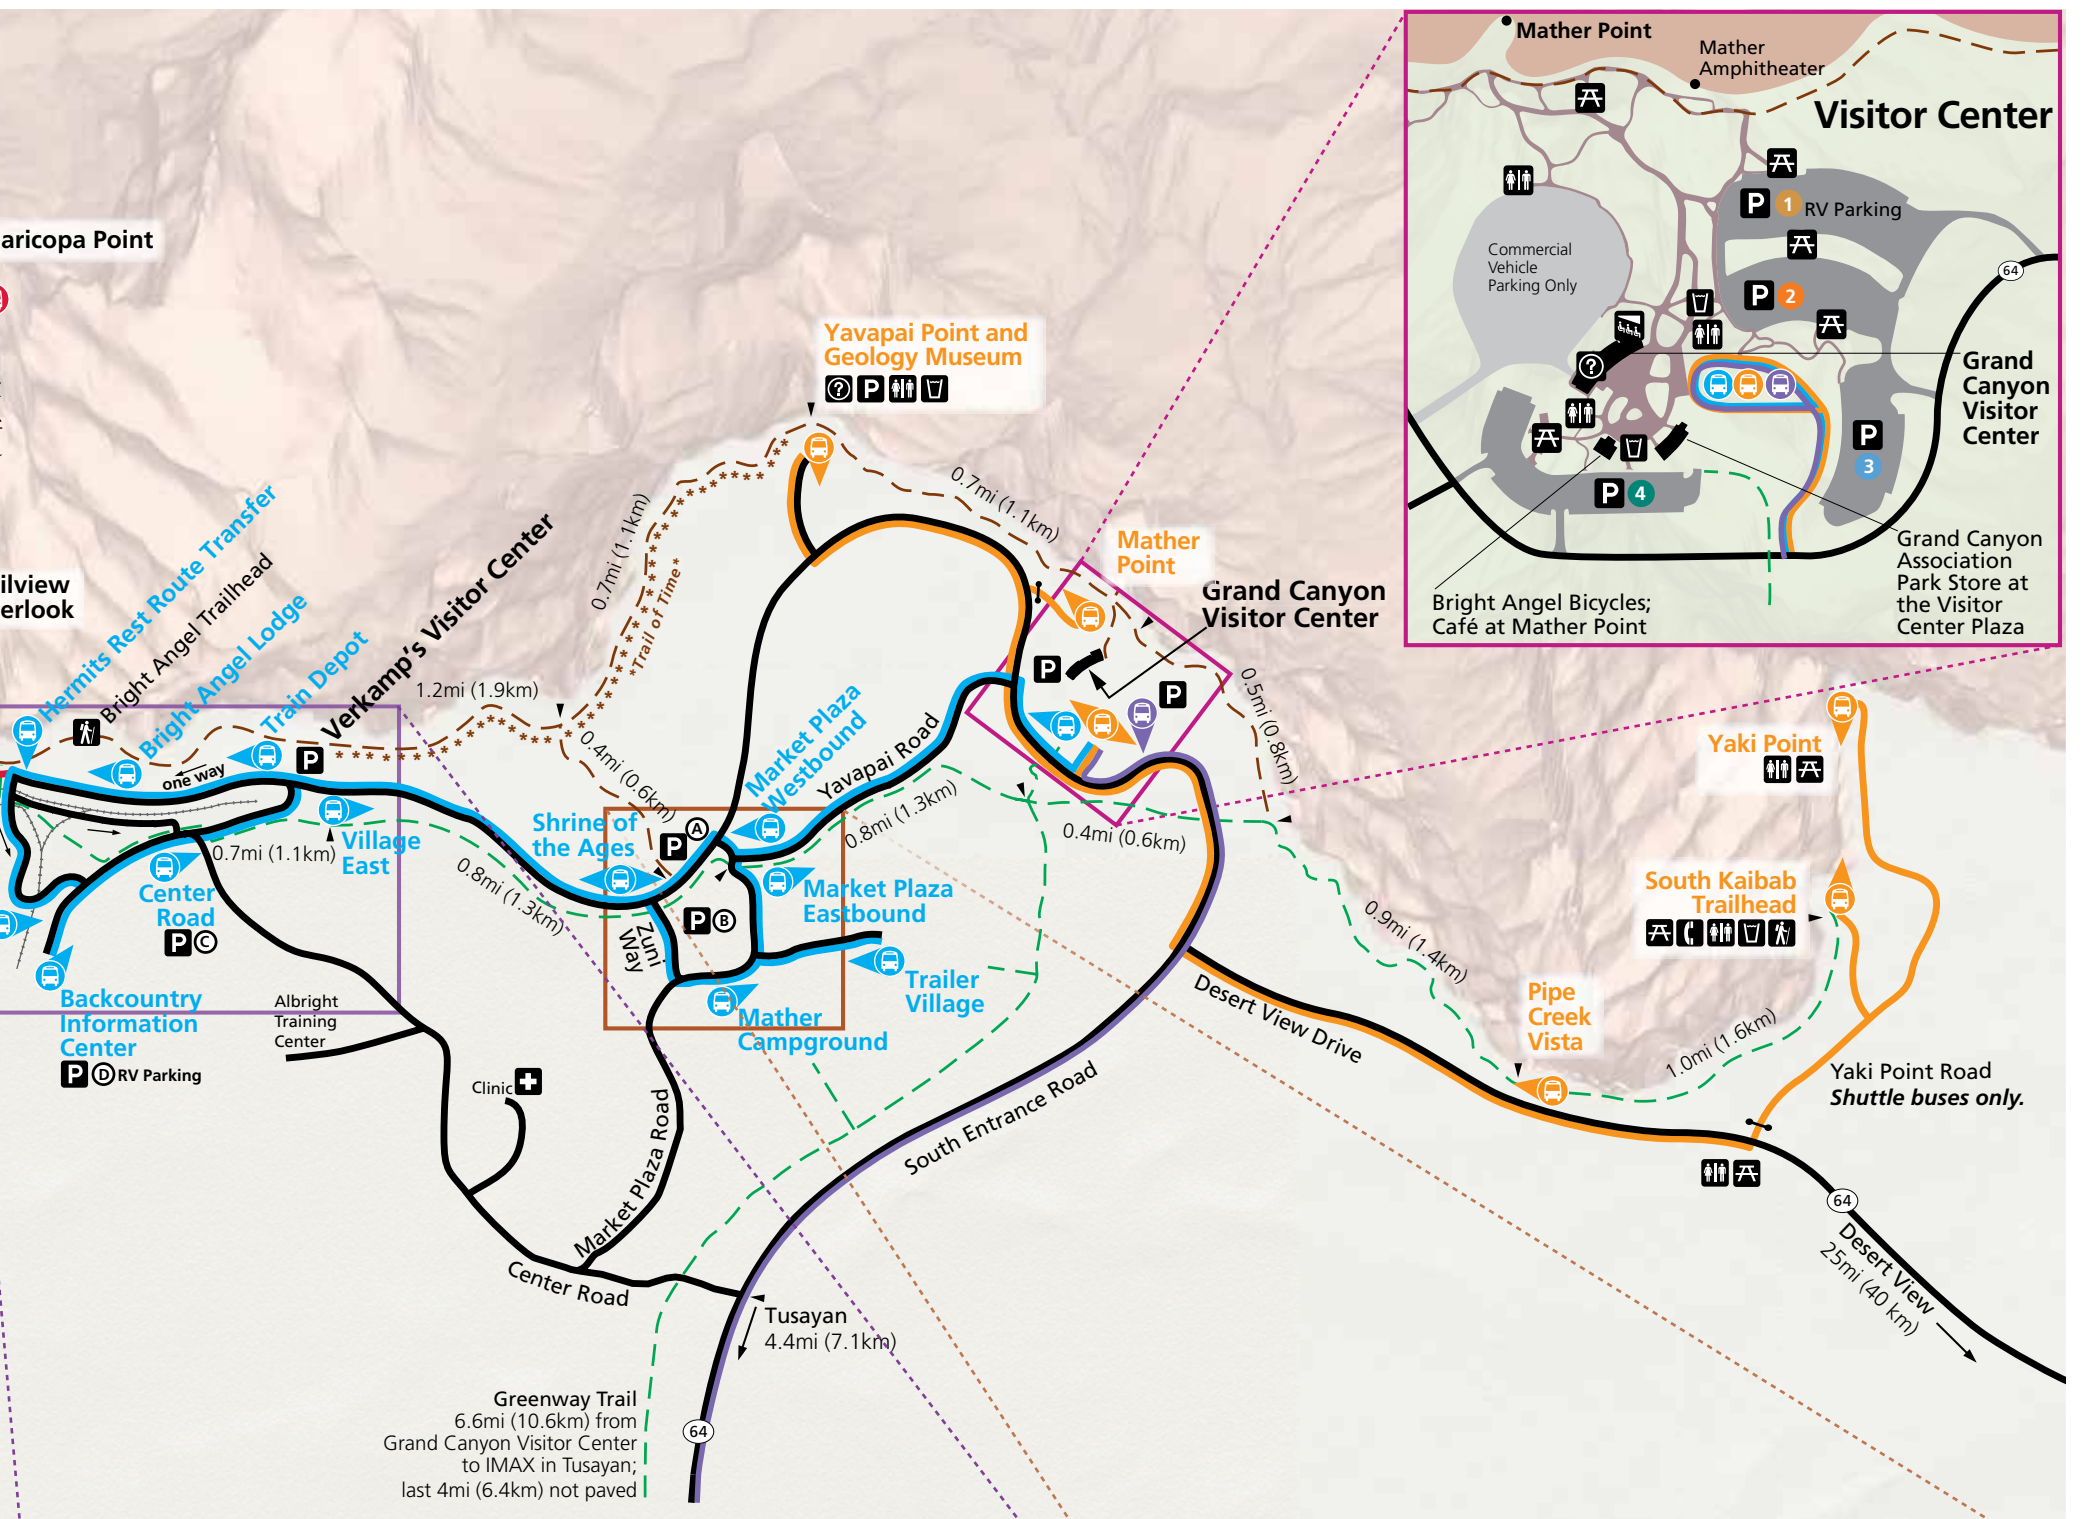 Mather Point
Mather
Amphitheater
Visitor Center
P 1 RV Parking
Commercial
Vehicle
Parking Only
P 2
64
?
Grand
Canyon
Visitor
Center
P
3
P 4
Grand Canyon
Association
Park Store at
the Visitor
Center Plaza
Bright Angel Bicycles;
Café at Mather Point
aricopa Point
ilview
erlook
Yavapai Point and
Geology Museum
? P
0.7mi (1.1km)
0.7mi (1.1km)
*Trail of Time*
Mather
Point
Grand Canyon
Visitor Center
P
P
0.5mi (0.8km)
Hermits Rest Route Transfer
Bright Angel Trailhead
Bright Angel Lodge
Train Depot
Verkamp's Visitor Center
P
one way
1.2mi (1.9km)
0.4mi (0.6km)
Market Plaza
Westbound
Yavapai Road
0.8mi (1.3km)
0.4mi (0.6km)
Shrine of
the Ages
P A
Village
East
0.7mi (1.1km)
0.8mi (1.3km)
Center
Road
P C
P B
Zuni
Way
Market Plaza
Eastbound
Trailer
Village
Mather
Campground
Backcountry
Information
Center
P D RV Parking
Albright
Training
Center
Clinic
Market Plaza Road
Center Road
South Entrance Road
Desert View Drive
Yaki Point
South Kaibab
Trailhead
0.9mi (1.4km)
Pipe
Creek
Vista
1.0mi (1.6km)
Yaki Point Road
Shuttle buses only.
64
Desert View
25mi (40 km)
Tusayan
4.4mi (7.1km)
64
Greenway Trail
6.6mi (10.6km) from
Grand Canyon Visitor Center
to IMAX in Tusayan;
last 4mi (6.4km) not paved